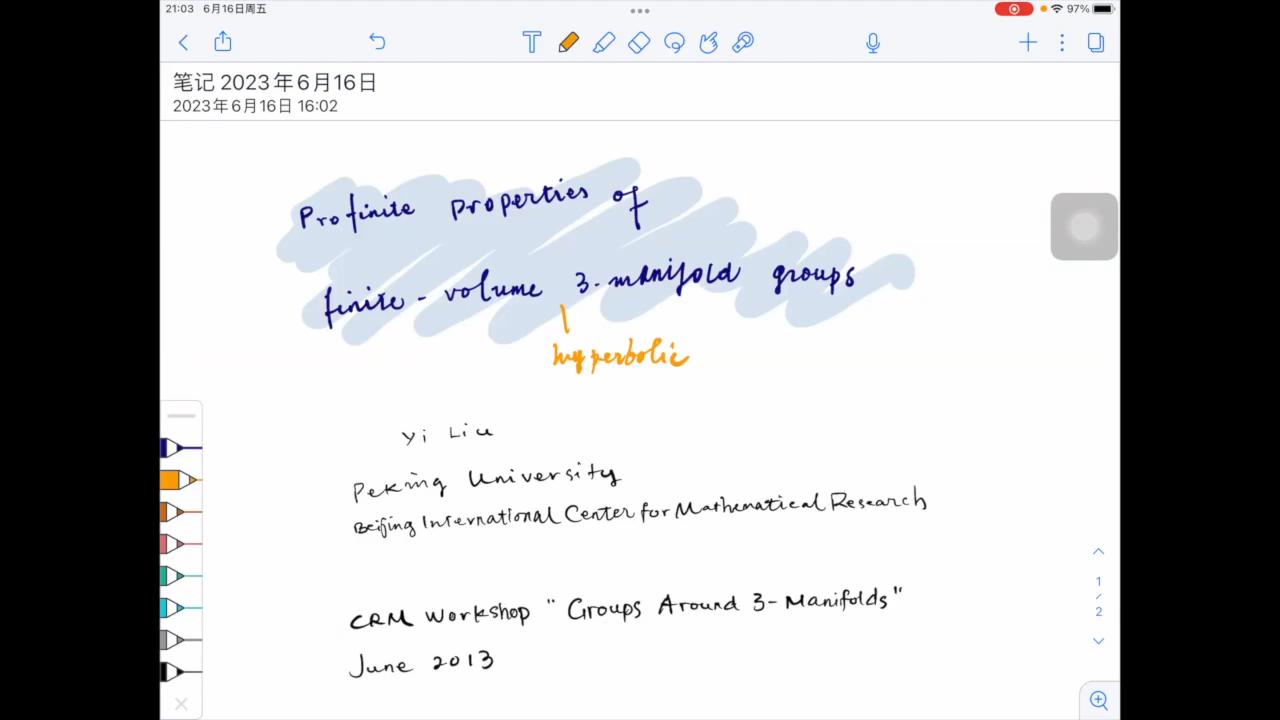 21:03 6月16日周五
97%
笔记 2023年6月16日
2023年6月16日 16:02
Profinite properties of
finite-volume 3-manifold groups
hyperbolic
Yi Liu
Peking University
Beijing International Center for Mathematical Research
CRM Workshop "Groups Around 3-Manifolds"
June 2013
1
/
2